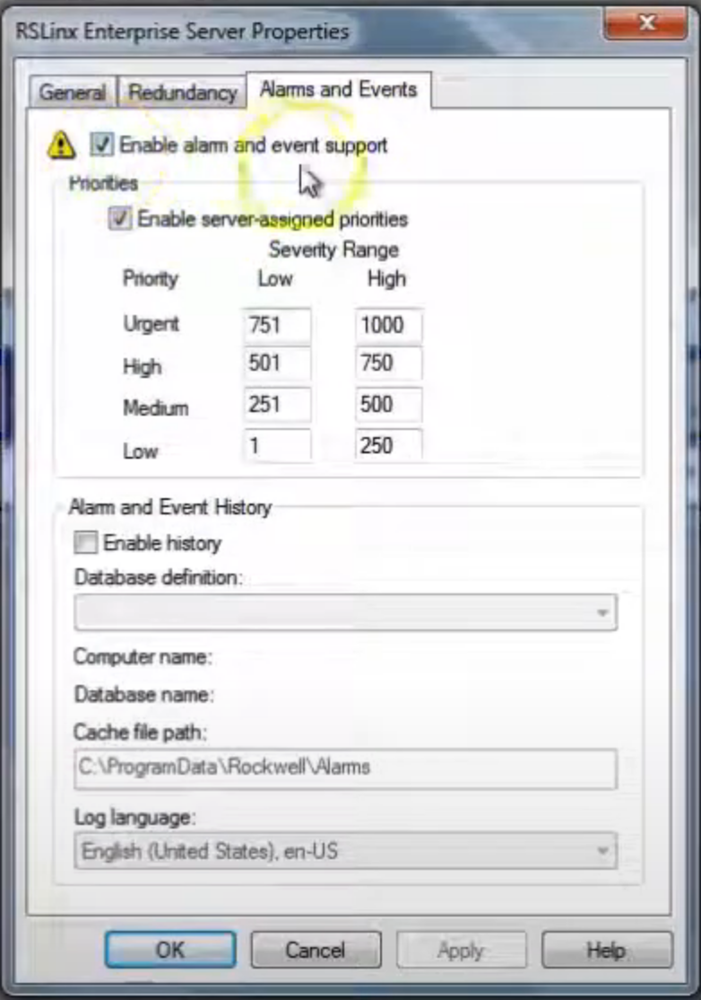 RSLinx Enterprise Server Properties
General Redundancy Alarms and Events
Enable alarm and event support
Priorities
Enable server-assigned priorities
Severity Range
Priority Low High
Urgent 751 1000
High 501 750
Medium 251 500
Low 1 250
Alarm and Event History
Enable history
Database definition:
Computer name:
Database name:
Cache file path:
C:\ProgramData\Rockwell\Alarms
Log language:
English (United States), en-US
OK Cancel Apply Help